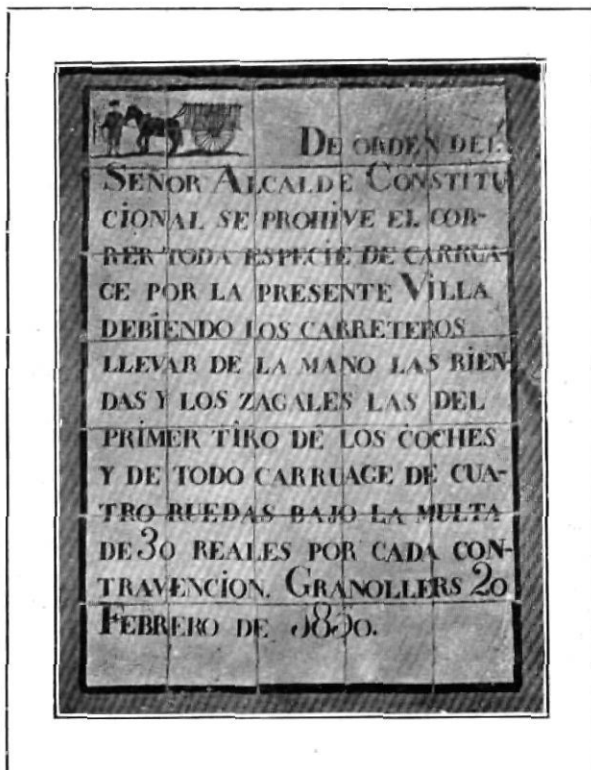 DE ORDEN DEL
SEÑOR ALCALDE CONSTITU
CIONAL SE PROHIVE EL COR-
RER TODA ESPECIE DE CARRUA-
GE POR LA PRESENTE VILLA
DEBIENDO LOS CARRETEROS
LLEVAR DE LA MANO LAS RIEN-
DAS Y LOS ZAGALES LAS DEL
PRIMER TIRO DE LOS COCHES
Y DE TODO CARRUAGE DE CUA-
TRO RUEDAS BAJO LA MULTA
DE 30 REALES POR CADA CON-
TRAVENCION. GRANOLLERS 20
FEBRERO DE 1850.